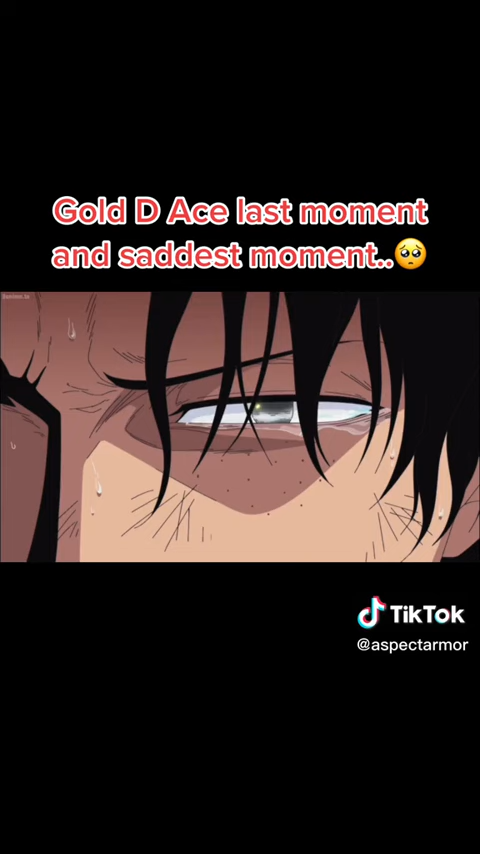 Gold D Ace last moment
and saddest moment..🥺
TikTok
@aspectarmor